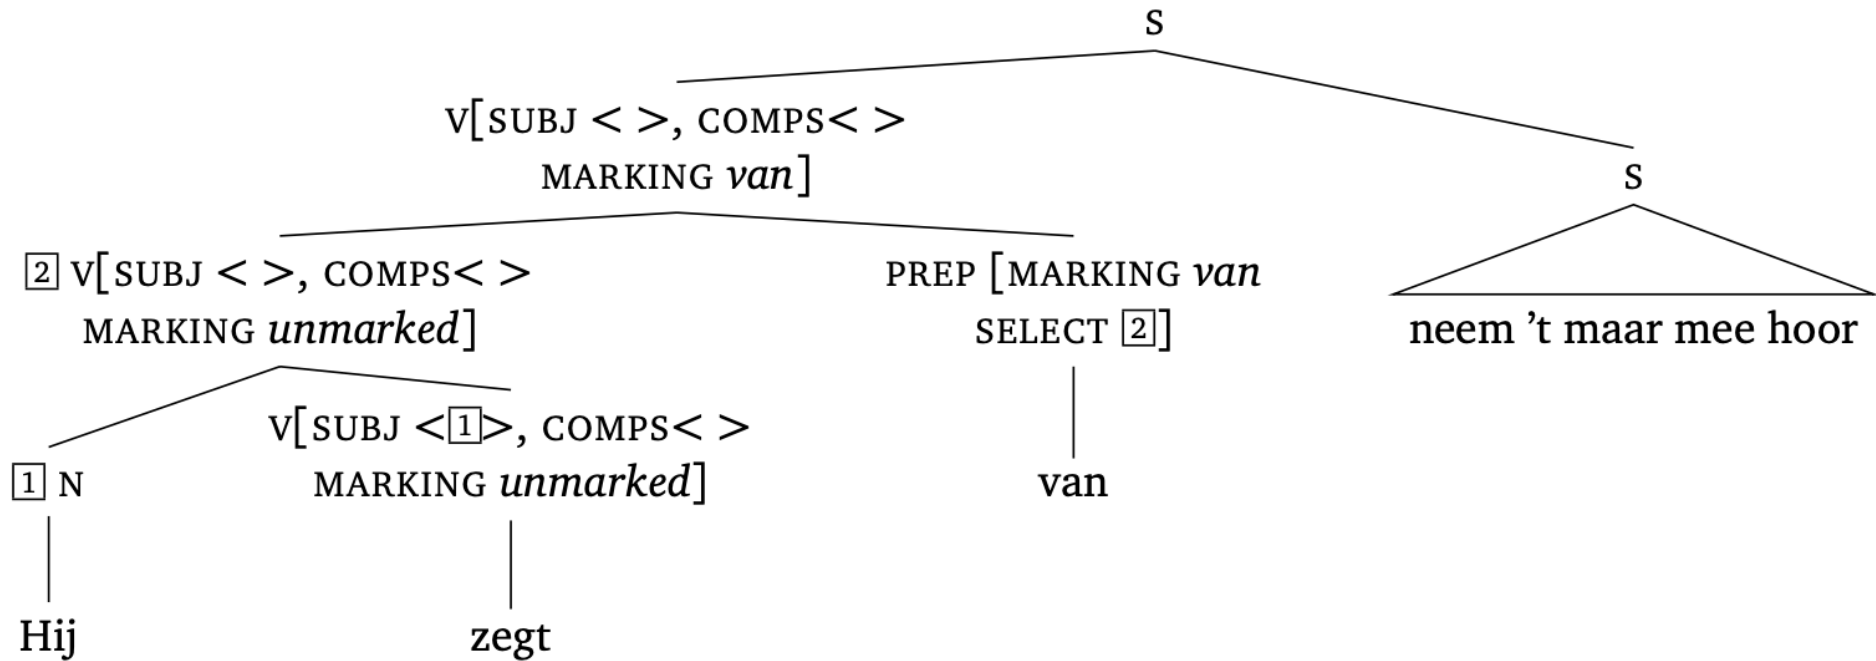 S
V[SUBJ < >, COMPS< >
MARKING van]
S
2 V[SUBJ < >, COMPS< >
MARKING unmarked]
PREP [MARKING van
SELECT 2]
neem ’t maar mee hoor
V[SUBJ <1>, COMPS< >
MARKING unmarked]
1 N
van
Hij
zegt